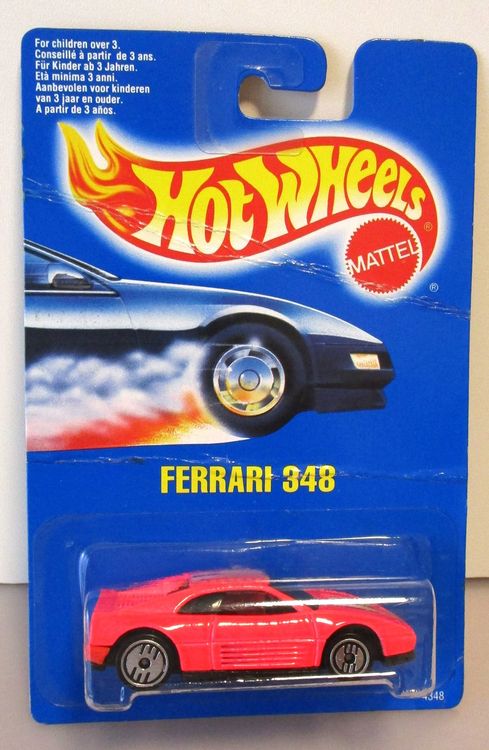 For children over 3.
Conseillé à partir de 3 ans.
Für Kinder ab 3 Jahren.
Età minima 3 anni.
Aanbevolen voor kinderen
van 3 jaar en ouder.
A partir de 3 años.
HOT WHEELS
®
MATTEL
®
FERRARI 348
4348